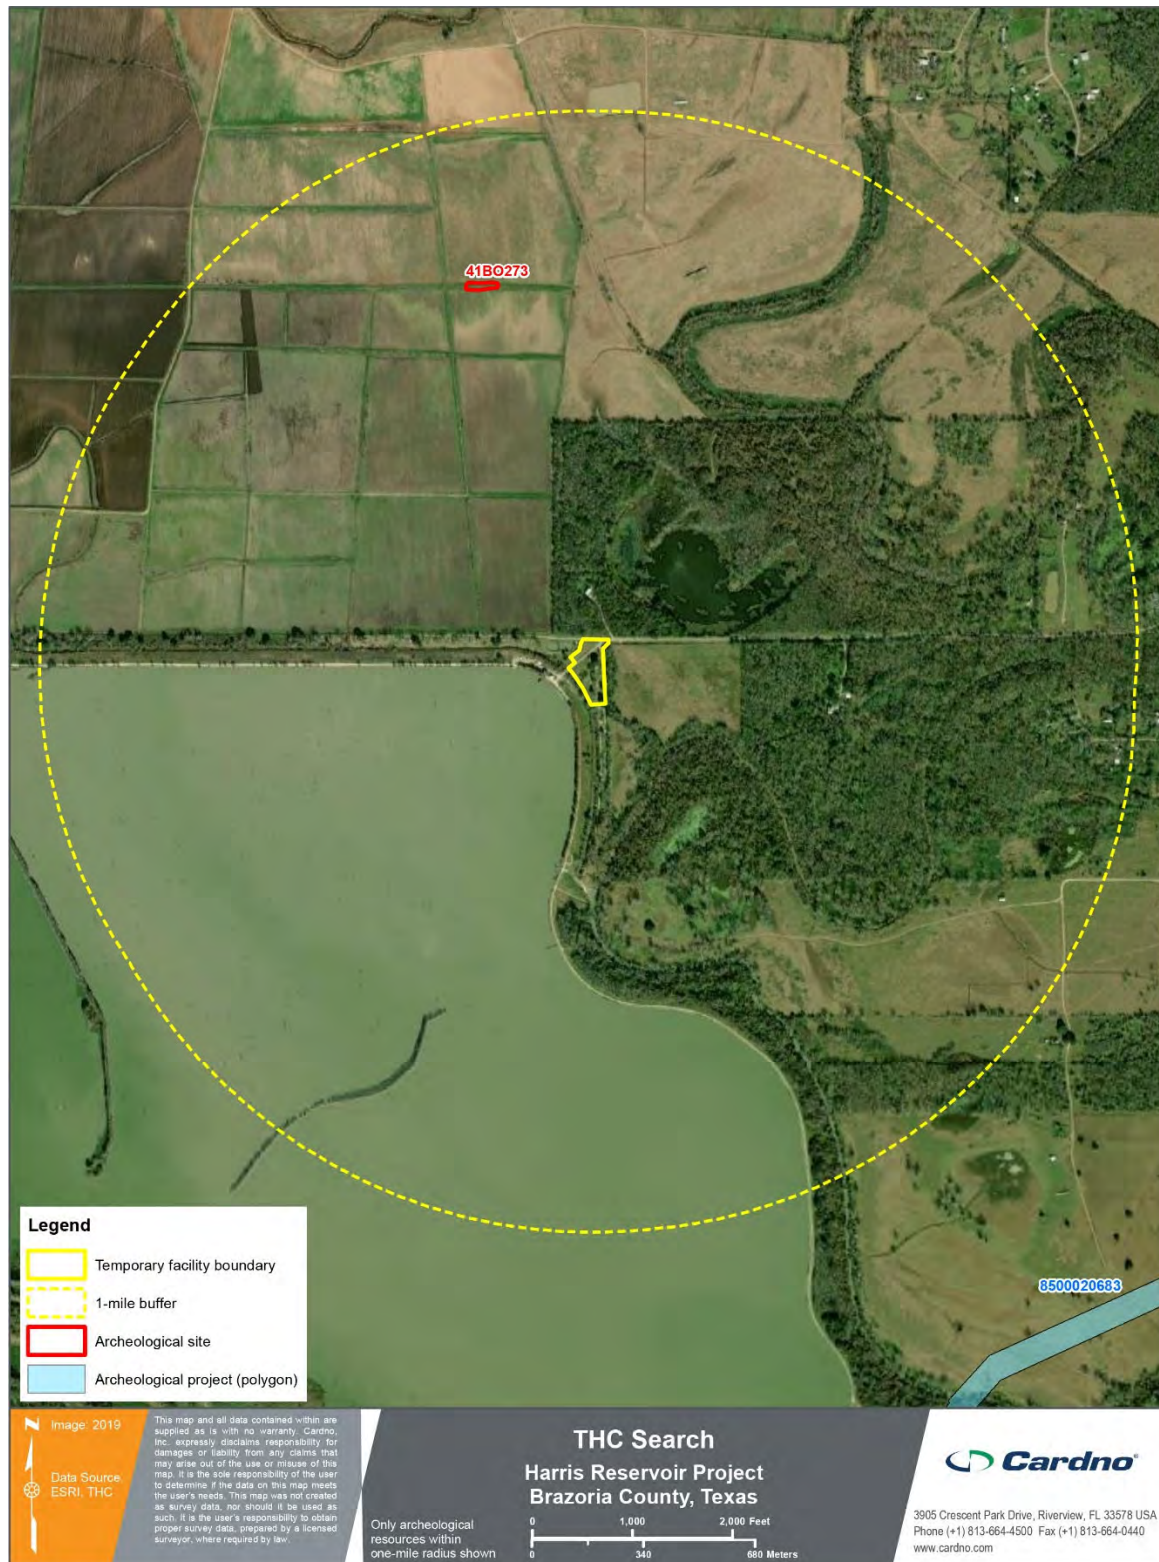 41BO273
8500020683
Legend
Temporary facility boundary
1-mile buffer
Archeological site
Archeological project (polygon)
N
Image: 2019
Data Source:
ESRI, THC
This map and all data contained within are
supplied as is with no warranty. Cardno,
Inc. expressly disclaims responsibility for
damages or liability from any claims that
may arise out of the use or misuse of this
map. It is the sole responsibility of the user
to determine if the data on this map meets
the user's needs. This map was not created
as survey data, nor should it be used as
such. It is the user's responsibility to obtain
proper survey data, prepared by a licensed
surveyor, where required by law.
THC Search
Harris Reservoir Project
Brazoria County, Texas
Only archeological
resources within
one-mile radius shown
0 1,000 2,000 Feet
0 340 680 Meters
Cardno®
3905 Crescent Park Drive, Riverview, FL 33578 USA
Phone (+1) 813-664-4500 Fax (+1) 813-664-0440
www.cardno.com